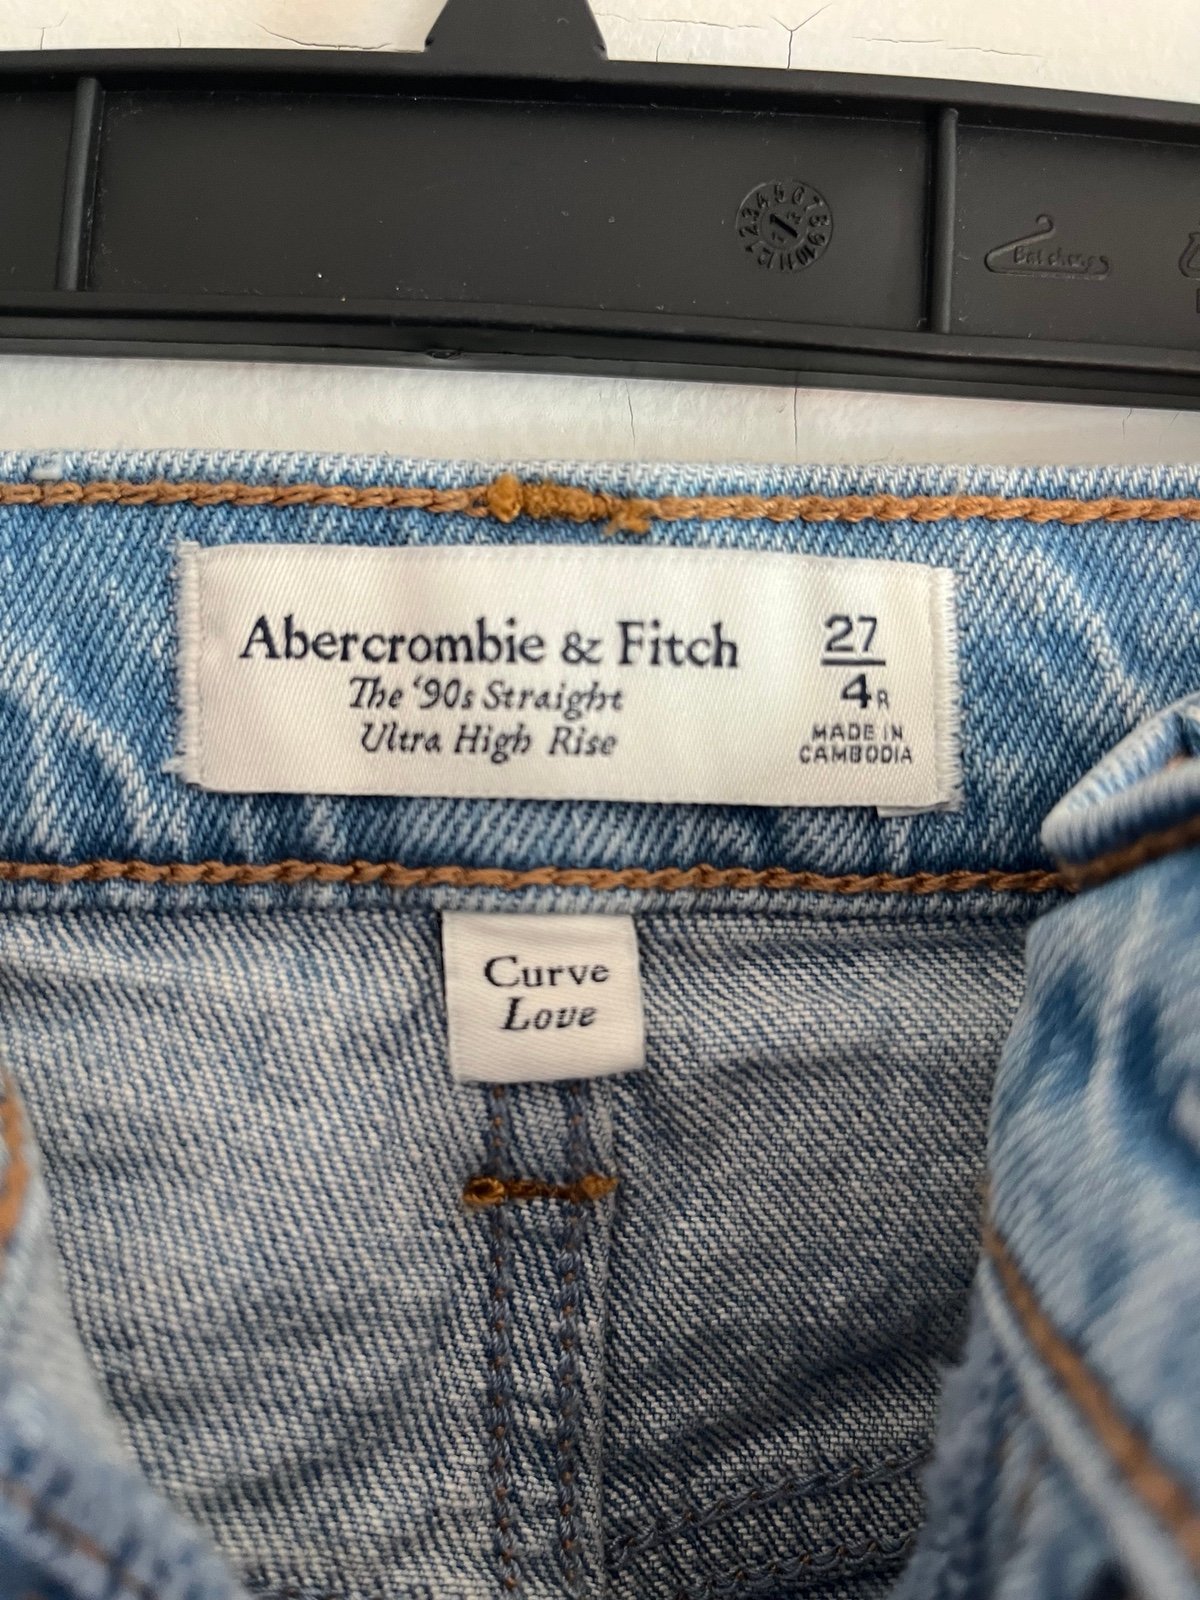 Abercrombie & Fitch
The ‘90s Straight
Ultra High Rise
27
4R
MADE IN
CAMBODIA
Curve
Love